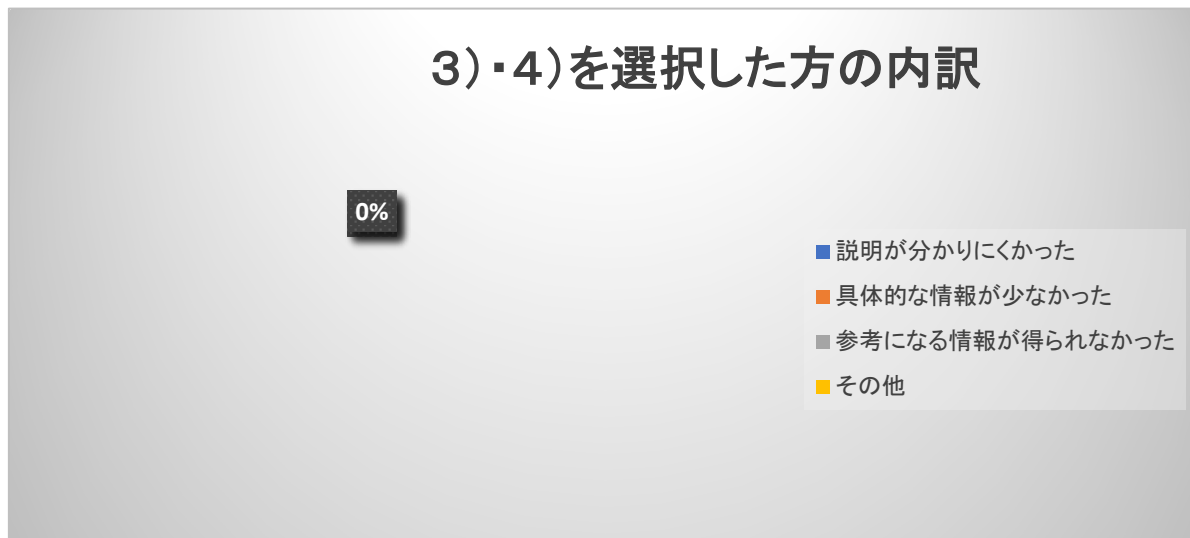 ３）・４）を選択した方の内訳
0%
説明が分かりにくかった
具体的な情報が少なかった
参考になる情報が得られなかった
その他